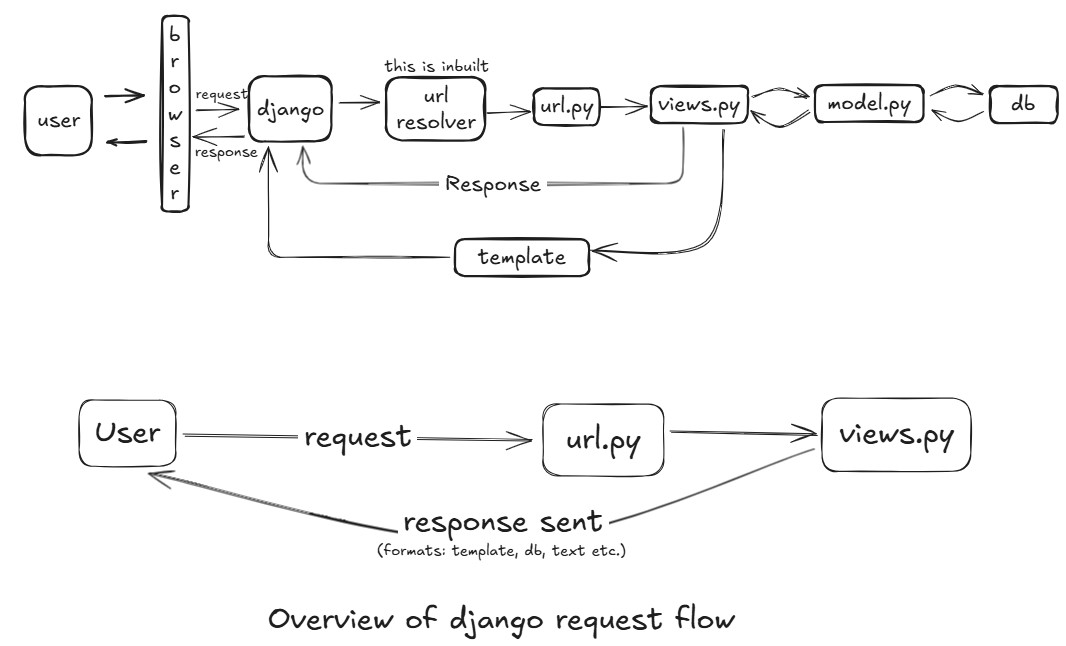 browser
this is inbuilt
user
request
django
url
resolver
url.py
views.py
model.py
db
response
Response
template
User
request
url.py
views.py
response sent
(formats: template, db, text etc.)
Overview of django request flow